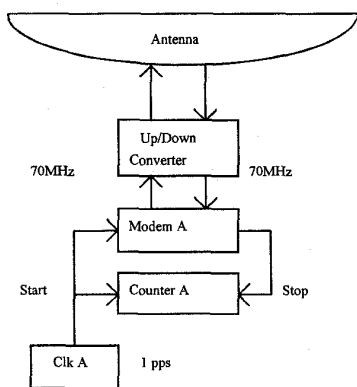 Antenna
Up/Down
Converter
70MHz
70MHz
Modem A
Start
Counter A
Stop
Clk A
1 pps